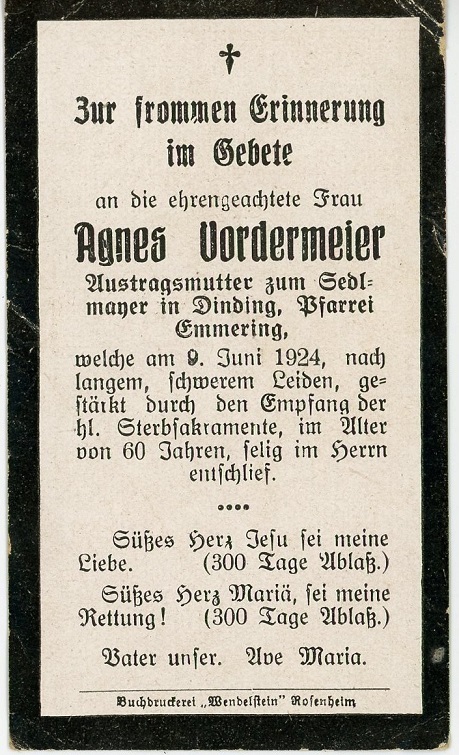 Zur frommen Erinnerung
im Gebete
an die ehrengeachtete Frau
Agnes Vordermeier
Austragsmutter zum Sedl-
mayer in Dinding, Pfarrei
Emmering,
welche am 9. Juni 1924, nach
langem, schwerem Leiden, ge-
stärkt durch den Empfang der
hl. Sterbsakramente, im Alter
von 60 Jahren, selig im Herrn
entschlief.
Süßes Herz Jesu sei meine
Liebe. (300 Tage Ablaß.)
Süßes Herz Mariä, sei meine
Rettung! (300 Tage Ablaß.)
Vater unser. Ave Maria.
Buchdruckerei „Wendelstein" Rosenheim